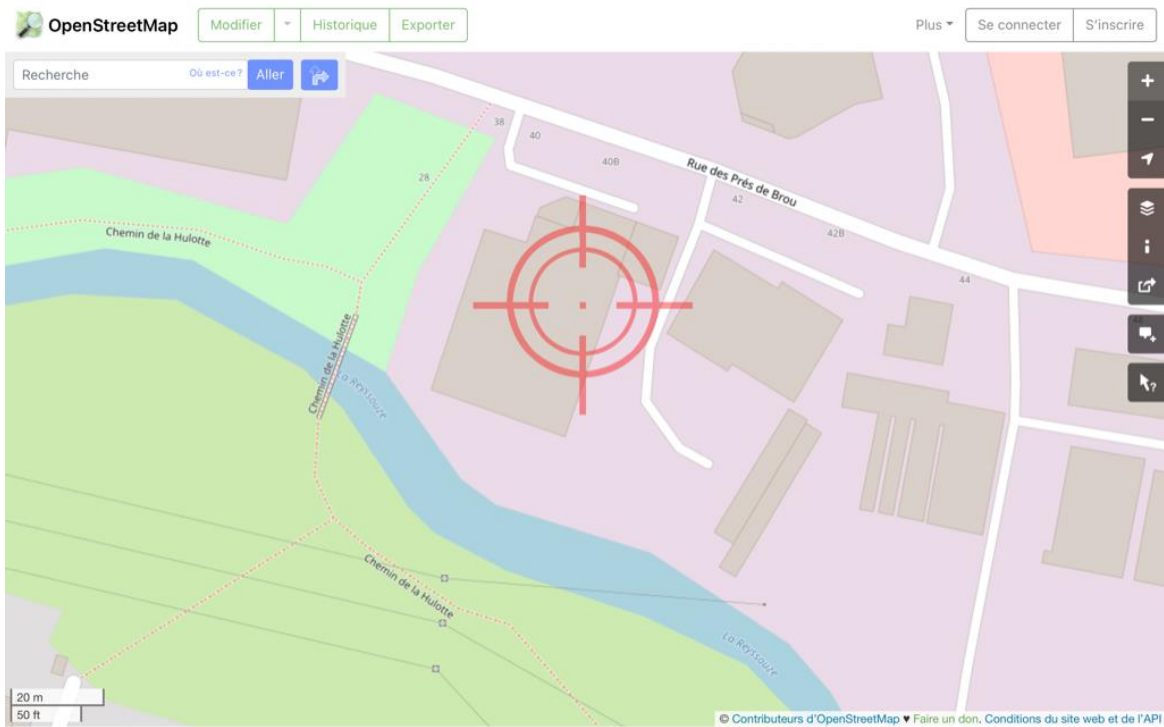 OpenStreetMap
Modifier
Historique
Exporter
Plus
Se connecter
S'inscrire
Recherche
Où est-ce ?
Aller
38
40
40B
28
Rue des Prés de Brou
42
42B
44
Chemin de la Hulotte
Chemin de la Hulotte
La Reyssouze
Chemin de la Hulotte
La Reyssouze
20 m
50 ft
© Contributeurs d'OpenStreetMap ♥ Faire un don. Conditions du site web et de l'API